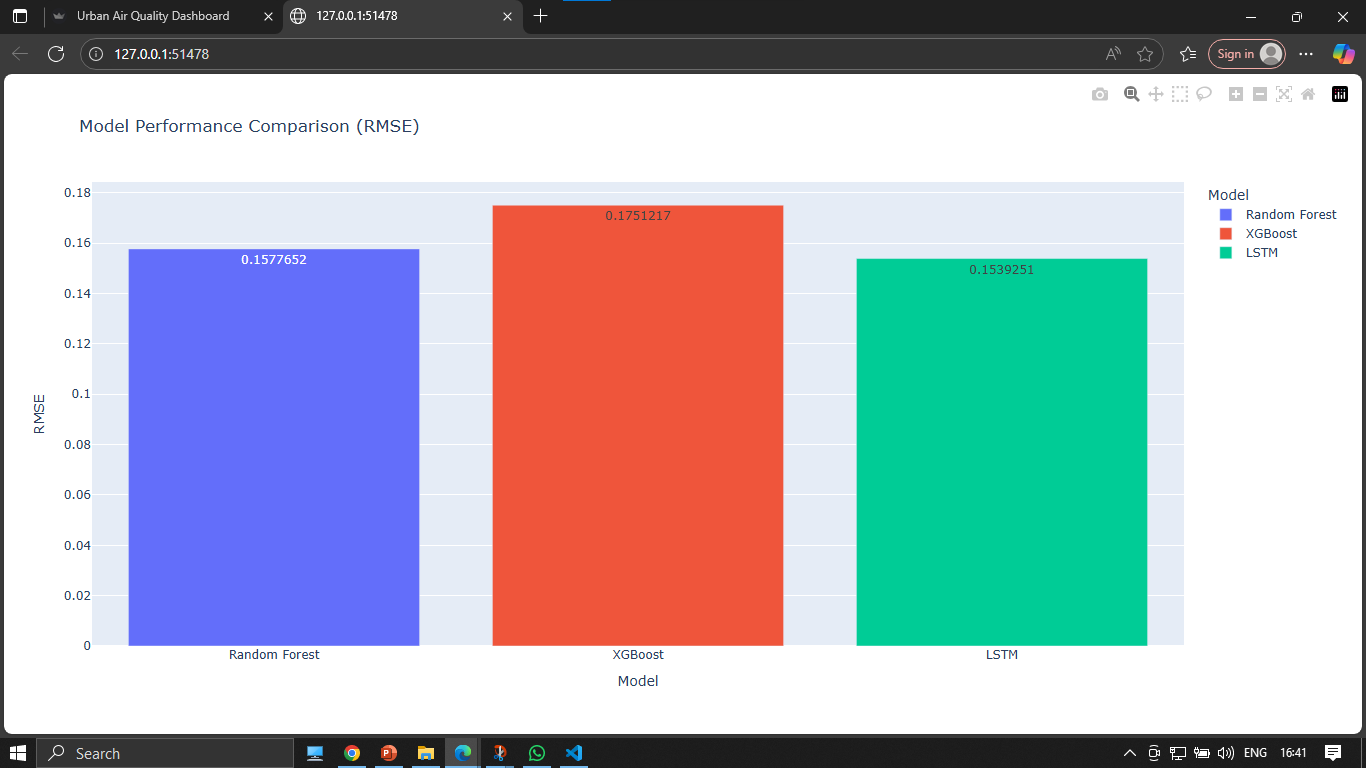 Urban Air Quality Dashboard
127.0.0.1:51478
127.0.0.1:51478
Sign in
Model Performance Comparison (RMSE)
0.18
0.16
0.14
0.12
0.1
0.08
0.06
0.04
0.02
0
RMSE
0.1577652
0.1751217
0.1539251
Random Forest
XGBoost
LSTM
Model
Model
Random Forest
XGBoost
LSTM
Search
ENG
16:41